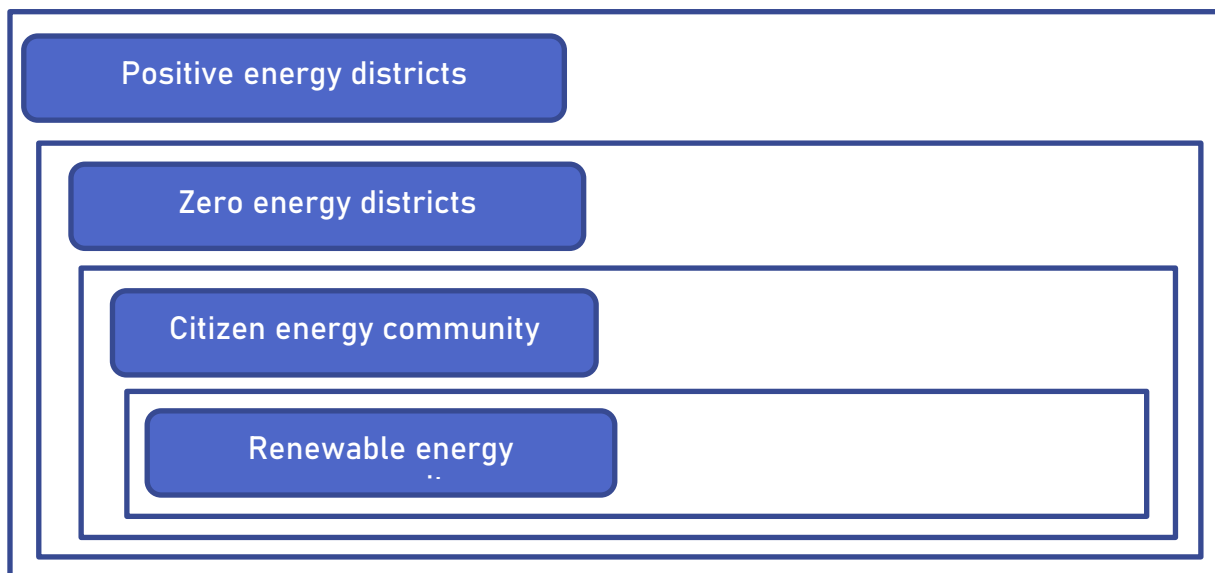 Positive energy districts
Zero energy districts
Citizen energy community
Renewable energy